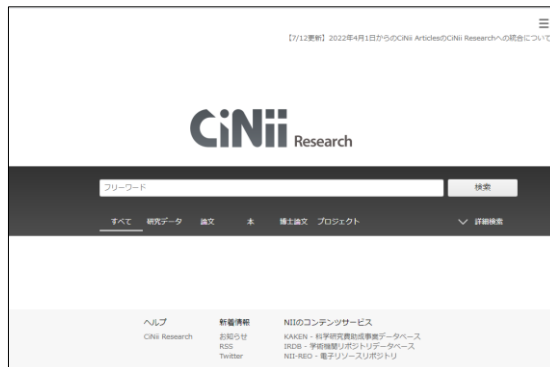 【7/12更新】2022年4月1日からのCiNii ArticlesのCiNii Researchへの統合について
CiNii Research
フリーワード 検索
すべて 研究データ 論文 本 博士論文 プロジェクト 詳細検索
ヘルプ 新着情報 NIIのコンテンツサービス
CiNii Research お知らせ KAKEN - 科学研究費助成事業データベース
RSS IRDB - 学術機関リポジトリデータベース
Twitter NII-REO - 電子リソースリポジトリ